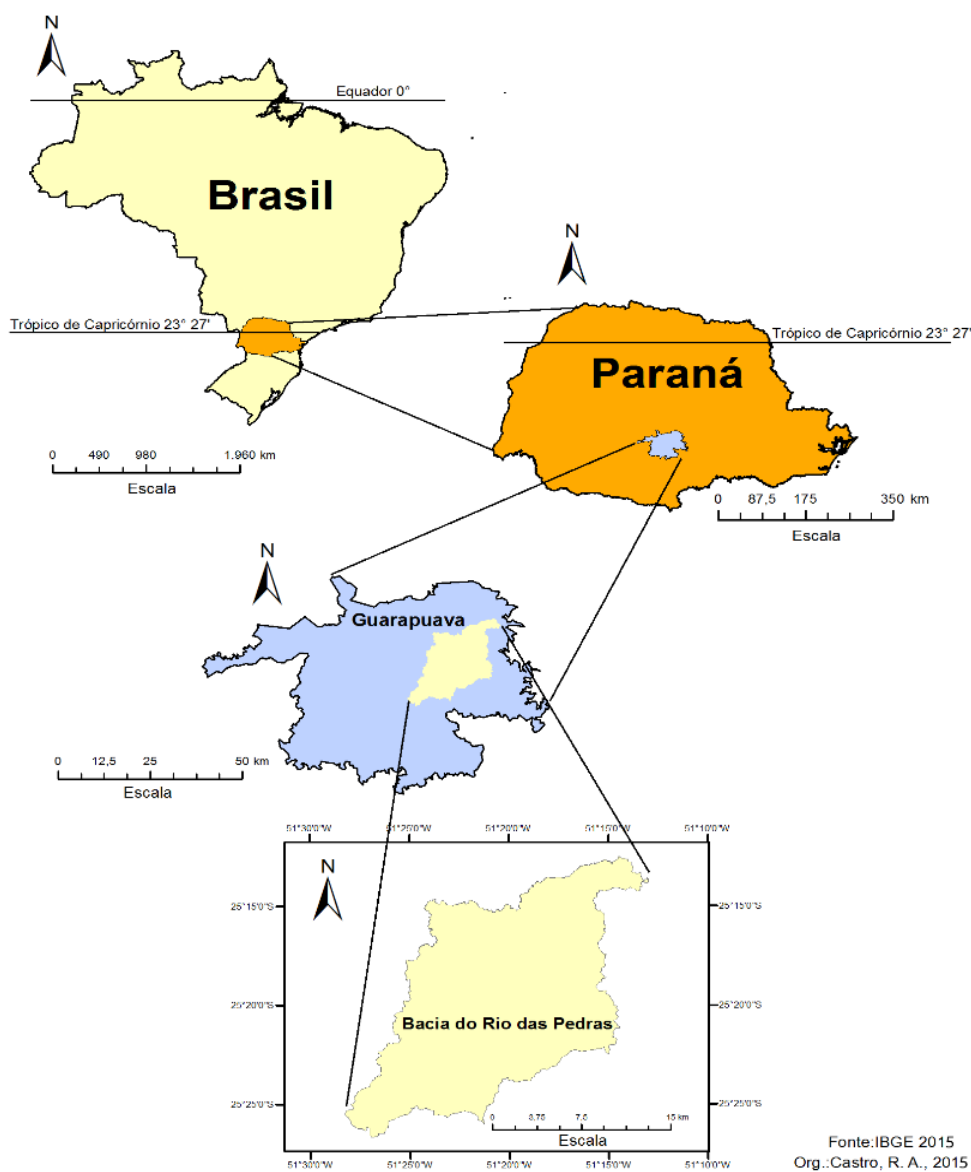 N
Equador 0°
Brasil
N
Trópico de Capricórnio 23° 27'
Trópico de Capricórnio 23° 27'
Paraná
0 490 980 1.960 km
Escala
0 87,5 175 350 km
Escala
N
Guarapuava
0 12,5 25 50 km
Escala
51°30'0"W 51°25'0"W 51°20'0"W 51°15'0"W 51°10'0"W
N
25°15'0"S 25°15'0"S
25°20'0"S 25°20'0"S
Bacia do Rio das Pedras
25°25'0"S 25°25'0"S
0 3,75 7,5 15 km
Escala
51°30'0"W 51°25'0"W 51°20'0"W 51°15'0"W 51°10'0"W
Fonte:IBGE 2015
Org.:Castro, R. A., 2015